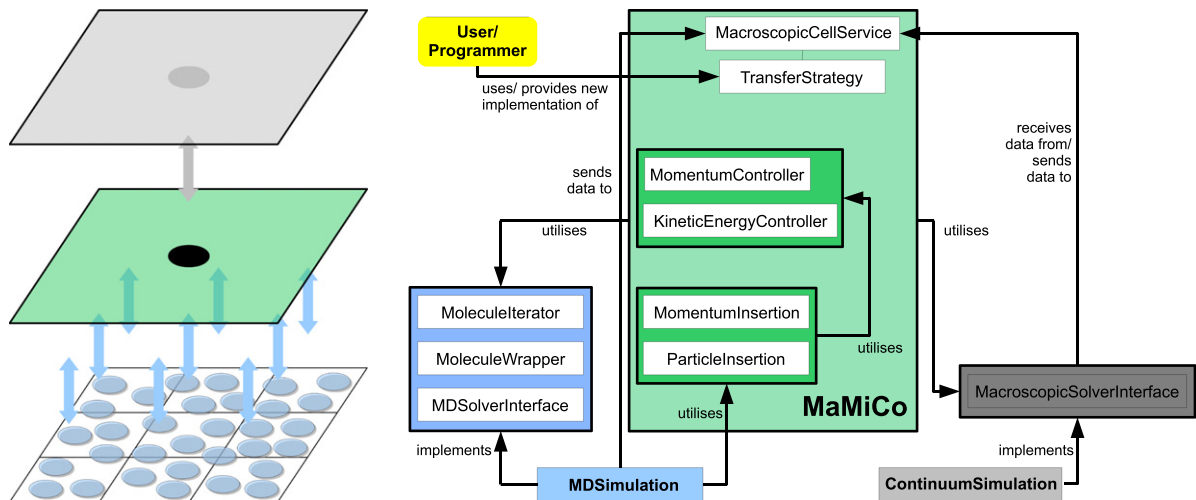 User/
Programmer
uses/ provides new
implementation of
MacroscopicCellService
TransferStrategy
receives
data from/
sends
data to
sends
data to
MomentumController
KineticEnergyController
utilises
utilises
MoleculeIterator
MoleculeWrapper
MDSolverInterface
MomentumInsertion
ParticleInsertion
utilises
MaMiCo
MacroscopicSolverInterface
utilises
implements
implements
MDSimulation
ContinuumSimulation